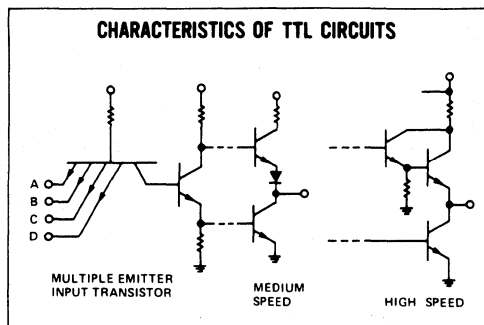 CHARACTERISTICS OF TTL CIRCUITS
A
B
C
D
MULTIPLE EMITTER
INPUT TRANSISTOR
MEDIUM
SPEED
HIGH SPEED